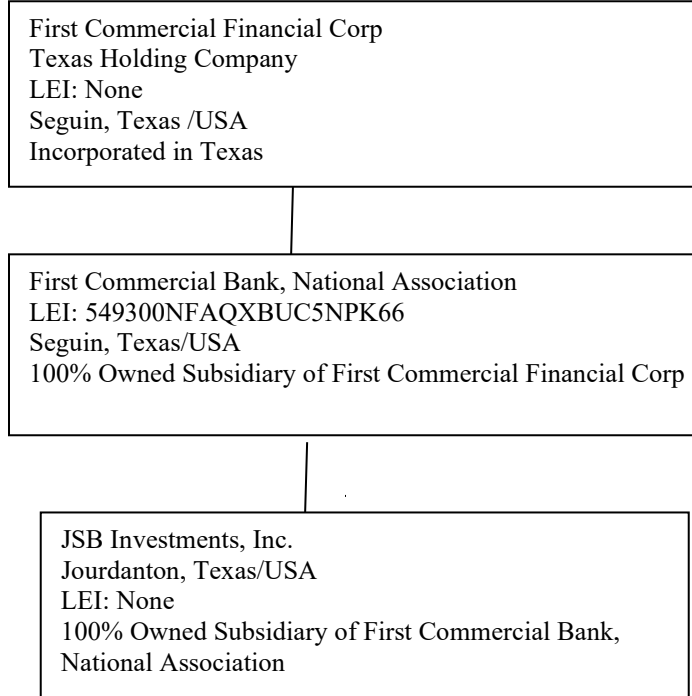 First Commercial Financial Corp
Texas Holding Company
LEI: None
Seguin, Texas /USA
Incorporated in Texas
First Commercial Bank, National Association
LEI: 549300NFAQXBUC5NPK66
Seguin, Texas/USA
100% Owned Subsidiary of First Commercial Financial Corp
JSB Investments, Inc.
Jourdanton, Texas/USA
LEI: None
100% Owned Subsidiary of First Commercial Bank,
National Association